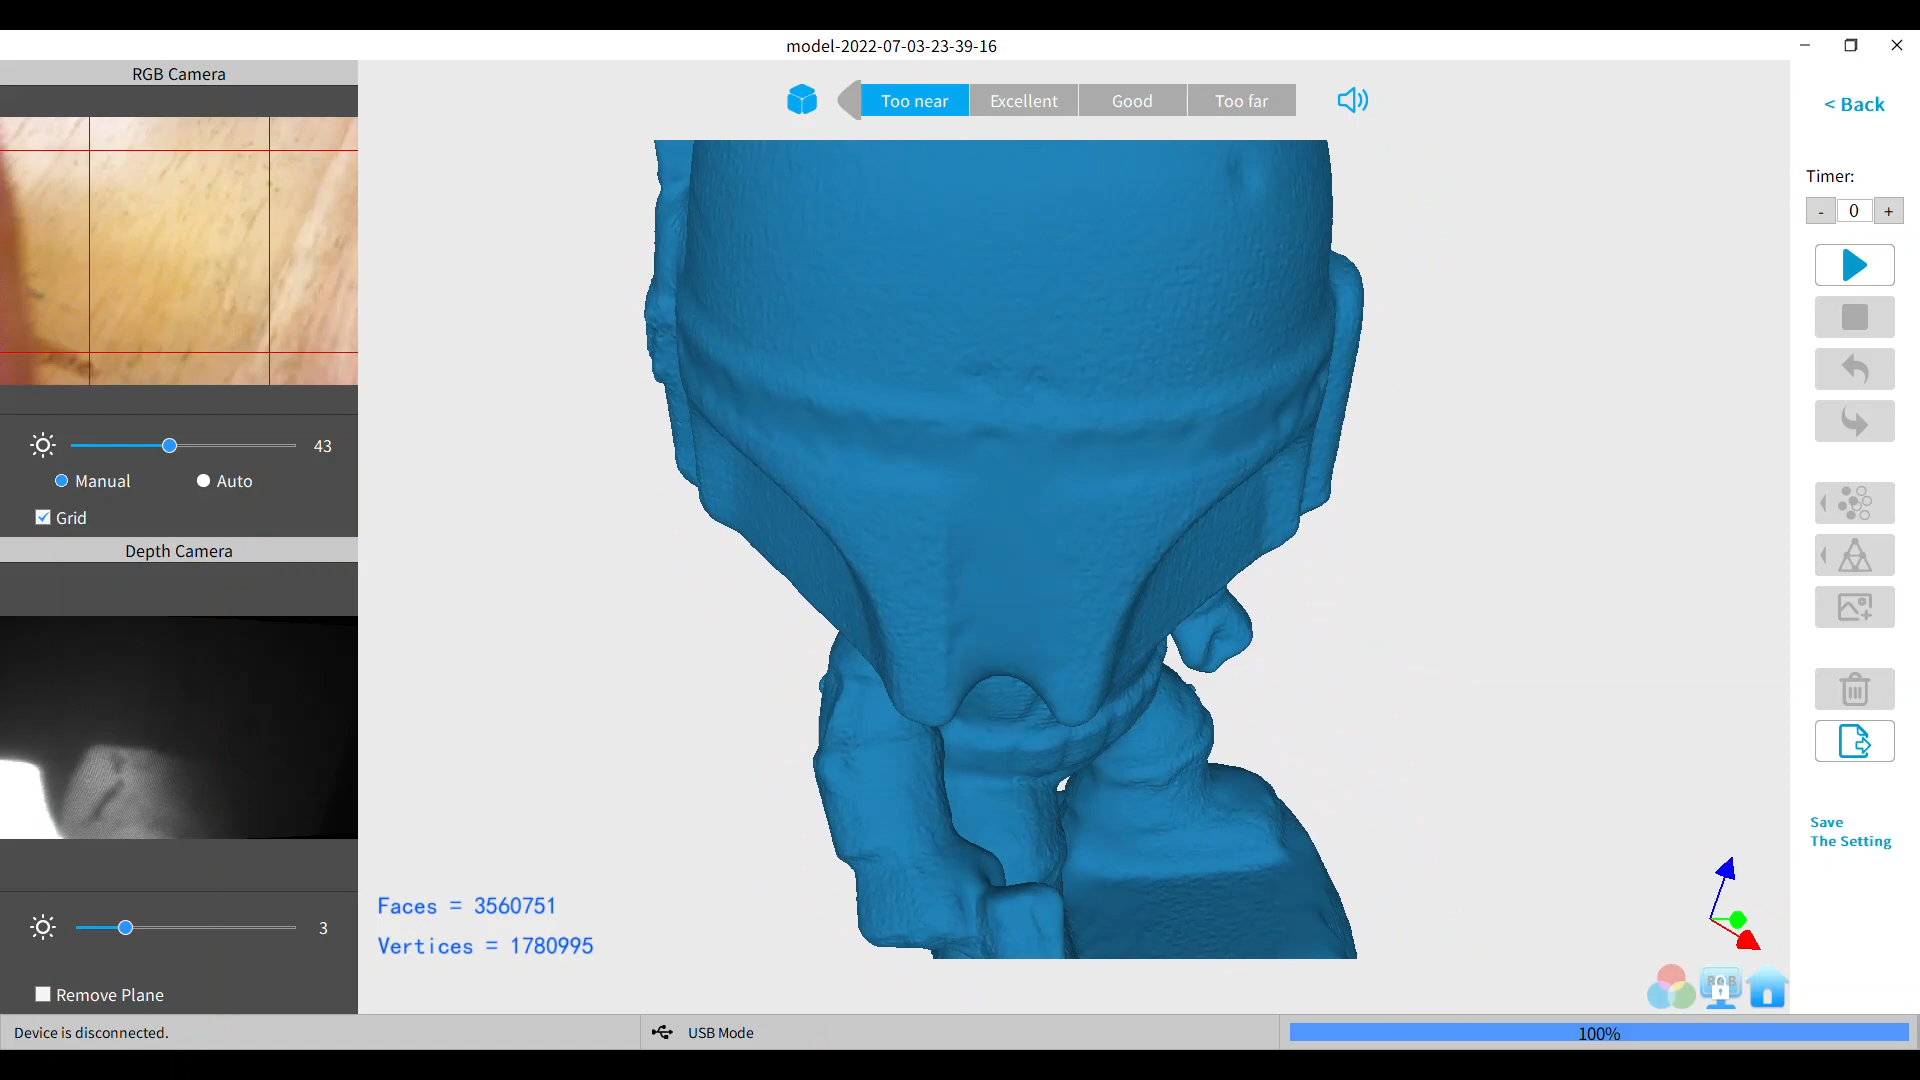 model-2022-07-03-23-39-16
RGB Camera
Too near
Excellent
Good
Too far
< Back
Timer:
- 0 +
43
Manual
Auto
Grid
Depth Camera
3
Remove Plane
Faces = 3560751
Vertices = 1780995
Save
The Setting
RGB
Device is disconnected.
USB Mode
100%